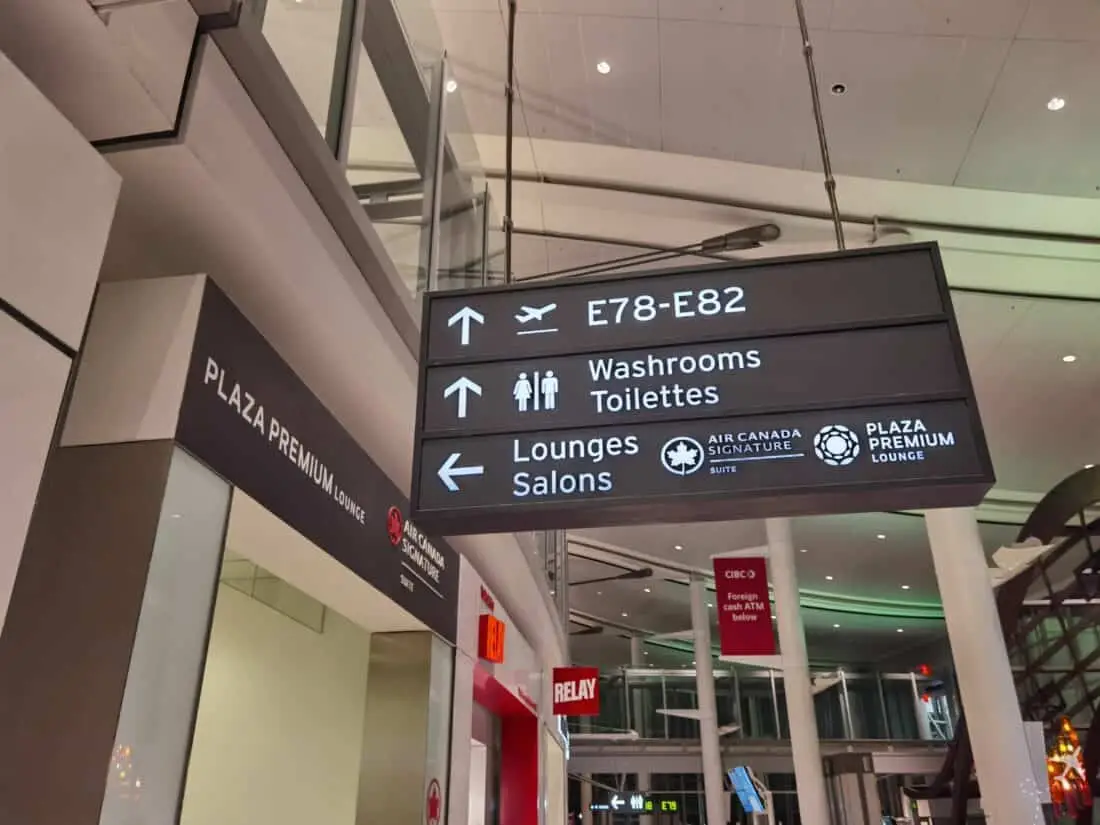 E78-E82
Washrooms
Toilettes
Lounges
Salons
AIR CANADA
SIGNATURE
SUITE
PLAZA
PREMIUM
LOUNGE
PLAZA PREMIUM LOUNGE
AIR CANADA
SIGNATURE
SUITE
CIBC
Foreign
cash ATM
below
RELAY
E79